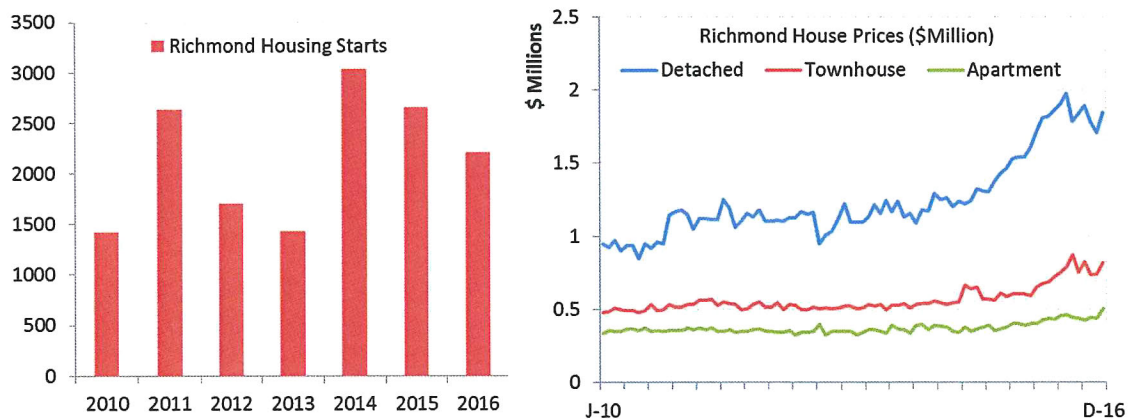 3500
3000
2500
2000
1500
1000
500
0
Richmond Housing Starts
2010 2011 2012 2013 2014 2015 2016
$ Millions
2.5
2
1.5
1
0.5
0
Richmond House Prices ($Million)
Detached Townhouse Apartment
J-10 D-16